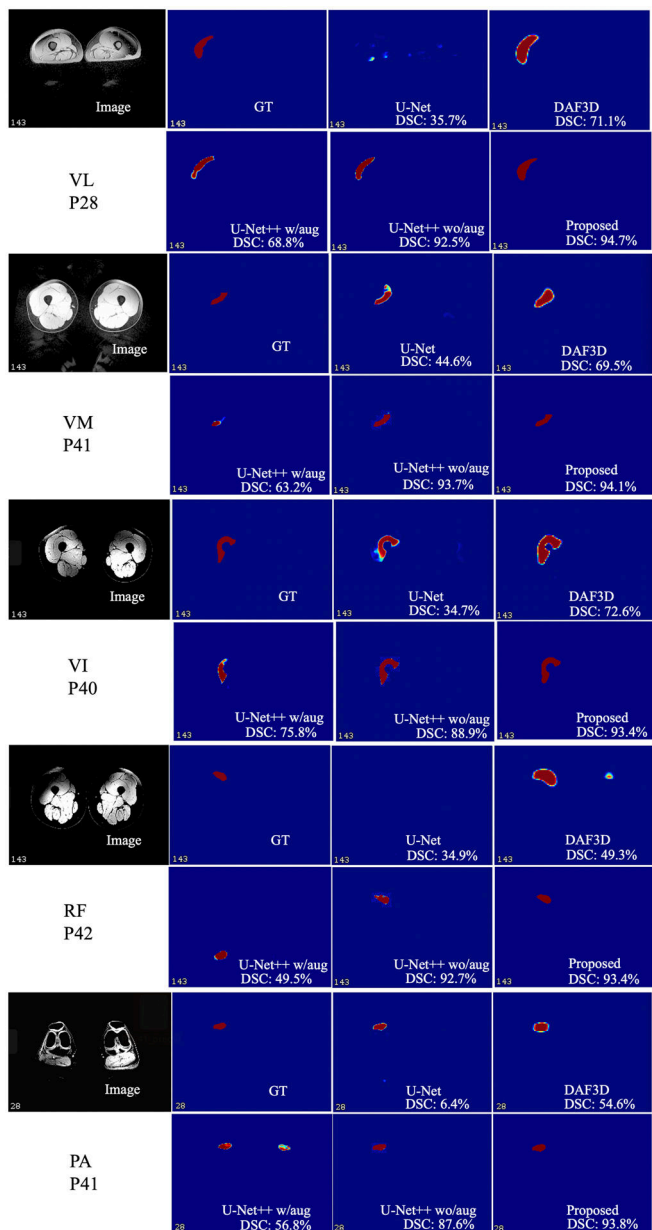 Image
143
GT
U-Net
DSC: 35.7%
DAF3D
DSC: 71.1%
143
143
VL
P28
U-Net++ w/aug
DSC: 68.8%
143
U-Net++ wo/aug
DSC: 92.5%
143
Proposed
DSC: 94.7%
143
Image
143
GT
143
U-Net
DSC: 44.6%
143
DAF3D
DSC: 69.5%
143
VM
P41
U-Net++ w/aug
DSC: 63.2%
143
U-Net++ wo/aug
DSC: 93.7%
143
Proposed
DSC: 94.1%
143
Image
143
GT
143
U-Net
DSC: 34.7%
143
DAF3D
DSC: 72.6%
143
VI
P40
U-Net++ w/aug
DSC: 75.8%
143
U-Net++ wo/aug
DSC: 88.9%
143
Proposed
DSC: 93.4%
143
Image
143
GT
143
U-Net
DSC: 34.9%
143
DAF3D
DSC: 49.3%
143
RF
P42
U-Net++ w/aug
DSC: 49.5%
143
U-Net++ wo/aug
DSC: 92.7%
143
Proposed
DSC: 93.4%
143
Image
28
GT
28
U-Net
DSC: 6.4%
28
DAF3D
DSC: 54.6%
28
PA
P41
U-Net++ w/aug
DSC: 56.8%
28
U-Net++ wo/aug
DSC: 87.6%
28
Proposed
DSC: 93.8%
28